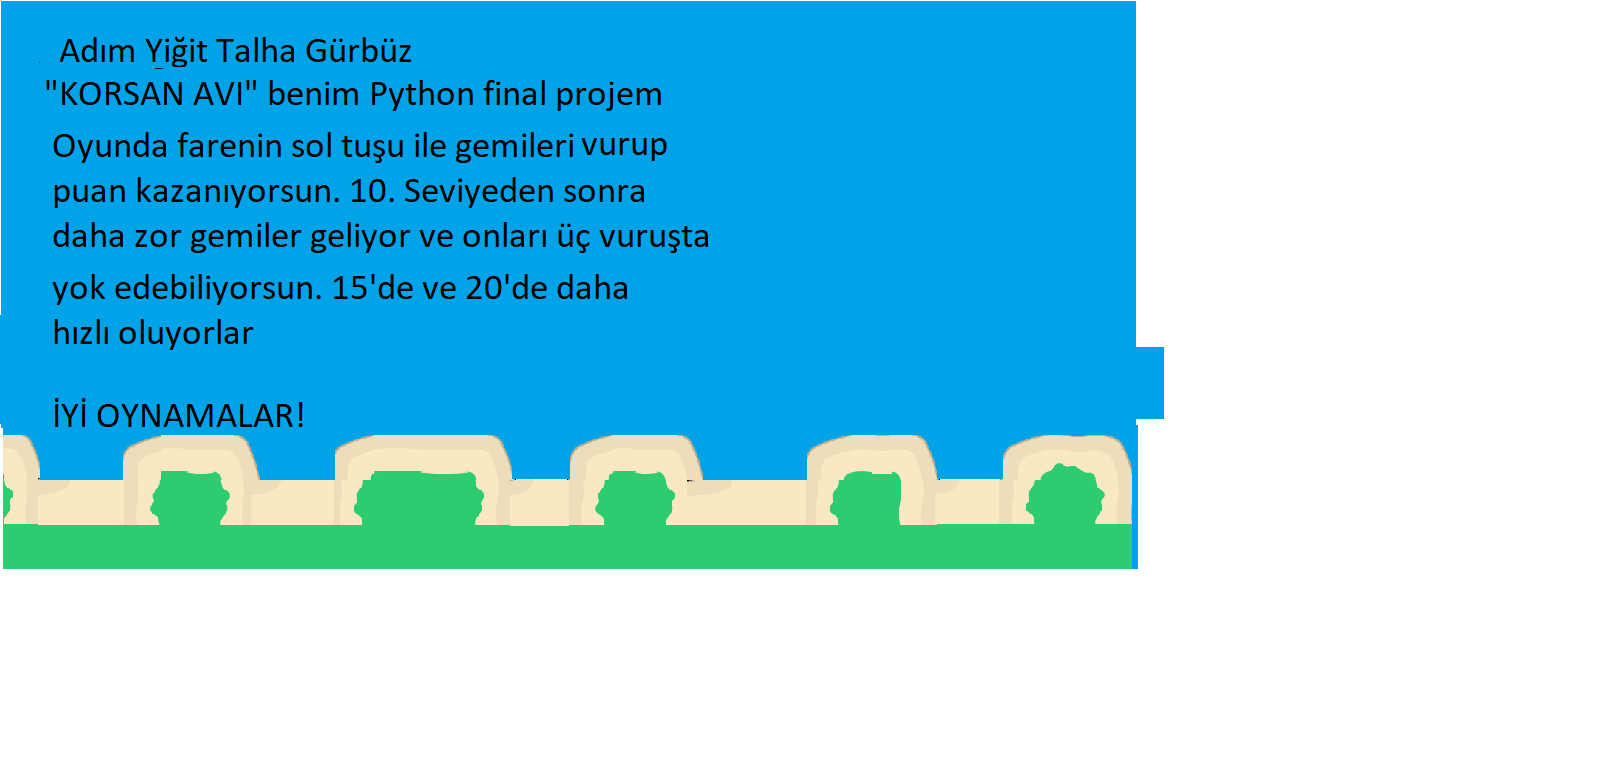 Adım Yiğit Talha Gürbüz
"KORSAN AVI" benim Python final projem
Oyunda farenin sol tuşu ile gemileri vurup
puan kazanıyorsun. 10. Seviyeden sonra
daha zor gemiler geliyor ve onları üç vuruşta
yok edebiliyorsun. 15'de ve 20'de daha
hızlı oluyorlar
İYİ OYNAMALAR!